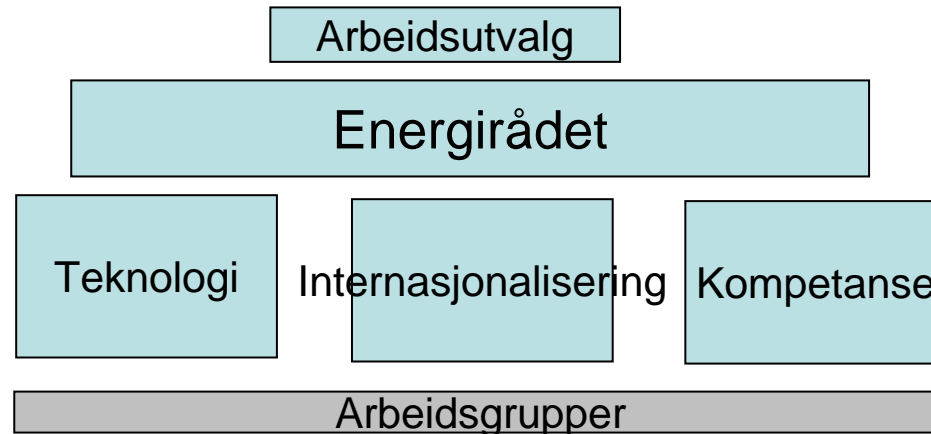 Arbeidsutvalg
Energirådet
Teknologi
Internasjonalisering
Kompetanse
Arbeidsgrupper